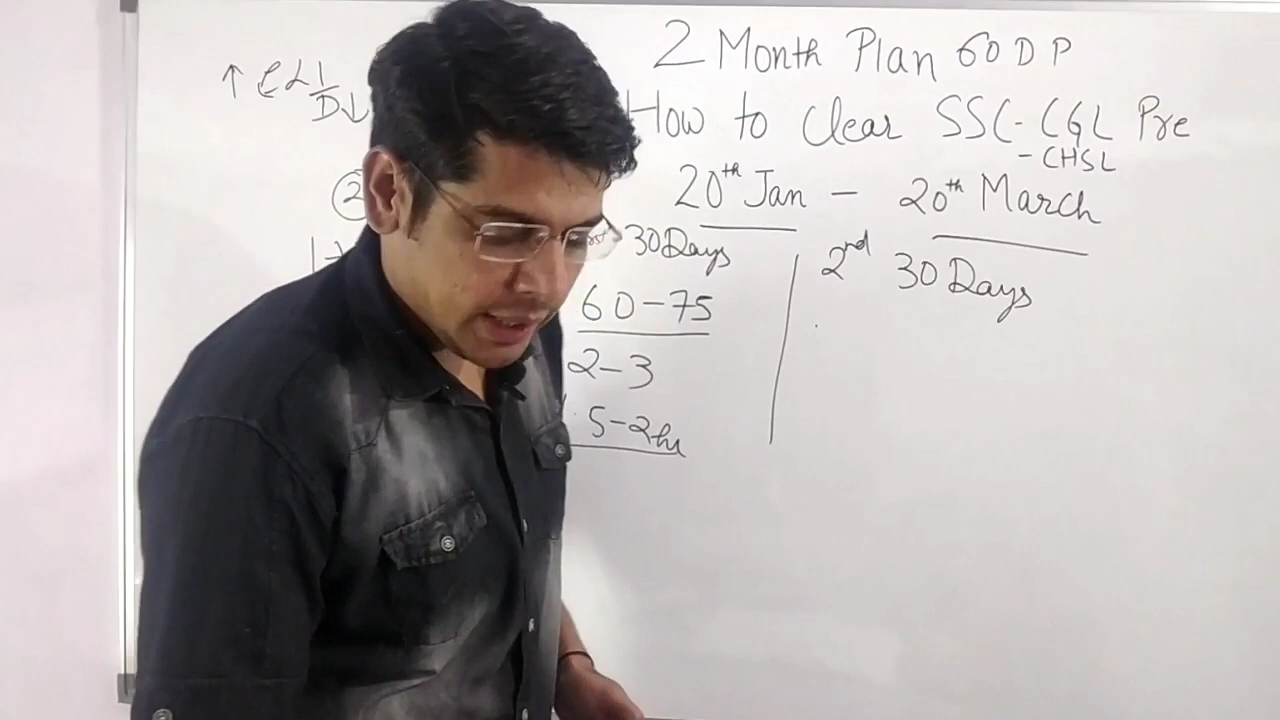 2 Month Plan 60 D P
How to Clear SSC-CGL Pre
- CHSL
20th Jan - 20th March
30 Days
2nd 30 Days
60-75
2-3
5-2hr
↑ e α 1/D↓
2